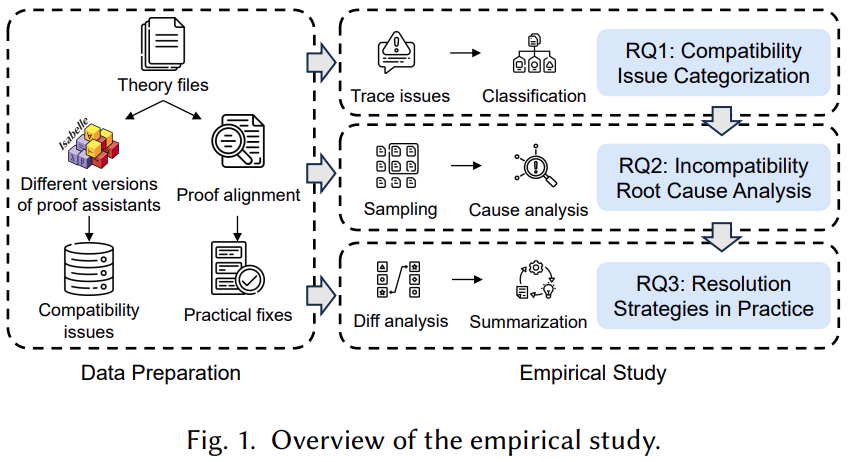 Theory files
Isabelle
Different versions
of proof assistants
Proof alignment
Compatibility
issues
Practical fixes
Data Preparation
Trace issues
Classification
RQ1: Compatibility
Issue Categorization
Sampling
Cause analysis
RQ2: Incompatibility
Root Cause Analysis
Diff analysis
Summarization
RQ3: Resolution
Strategies in Practice
Empirical Study
Fig. 1. Overview of the empirical study.